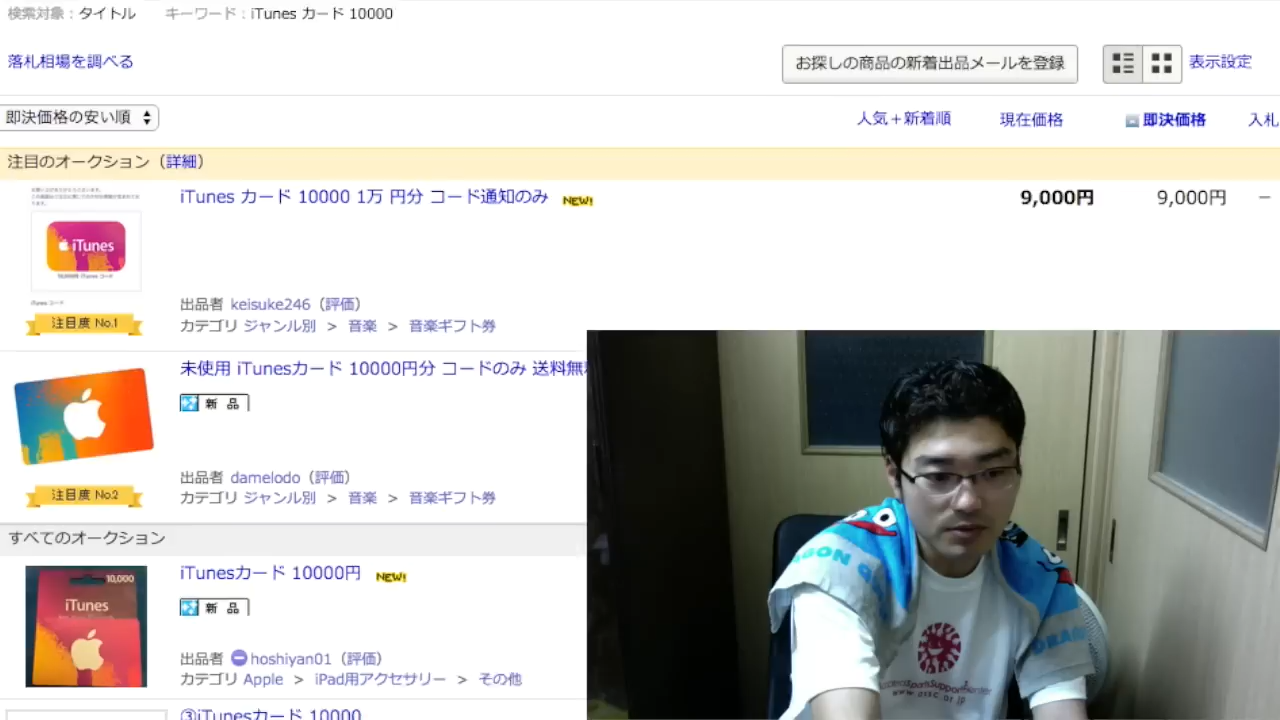 検索対象：タイトル　キーワード：iTunes カード 10000
落札相場を調べる
お探しの商品の新着出品メールを登録
表示設定
即決価格の安い順
人気＋新着順
現在価格
即決価格
入札
注目のオークション（詳細）
iTunes カード 10000 1万 円分 コード通知のみ NEW!
9,000円
9,000円
−
iTunes
iTunes コード
注目度 No.1
出品者 keisuke246（評価）
カテゴリ ジャンル別 ＞ 音楽 ＞ 音楽ギフト券
未使用 iTunesカード 10000円分 コードのみ 送料無
新品
注目度 No.2
出品者 damelodo（評価）
カテゴリ ジャンル別 ＞ 音楽 ＞ 音楽ギフト券
すべてのオークション
iTunesカード 10000円 NEW!
新品
10,000
iTunes
出品者 hoshiyan01（評価）
カテゴリ Apple ＞ iPad用アクセサリー ＞ その他
③iTunesカード 10000
AGON Q
DRA